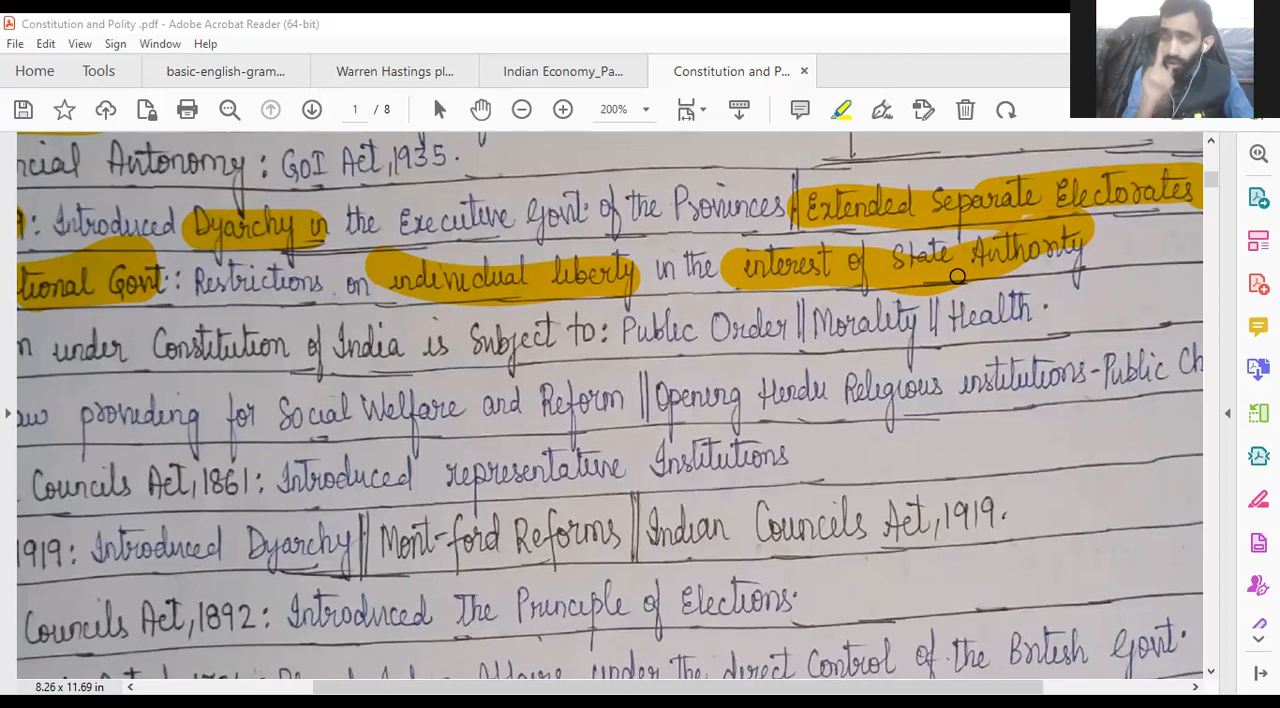 Constitution and Polity .pdf - Adobe Acrobat Reader (64-bit)
File Edit View Sign Window Help
Home Tools basic-english-gram... Warren Hastings pl... Indian Economy_Pa... Constitution and P... ×
1 / 8 200%
cial Autonomy : GOI Act, 1935.
: Introduced Dyarchy in the Executive Govt: of the Provinces || Extended Separate Electorates
tional Govt : Restrictions on individual liberty in the interest of State Authority
n under Constitution of India is Subject to : Public Order || Morality || Health .
aw providing for Social Welfare and Reform || Opening Hindu Religious institutions - Public Ch
Councils Act, 1861 : Introduced representative Institutions
1919 : Introduced Dyarchy || Mont-ford Reforms || Indian Councils Act, 1919.
Councils Act, 1892 : Introduced the Principle of Elections.
under the direct Control of the British Govt.
8.26 x 11.69 in